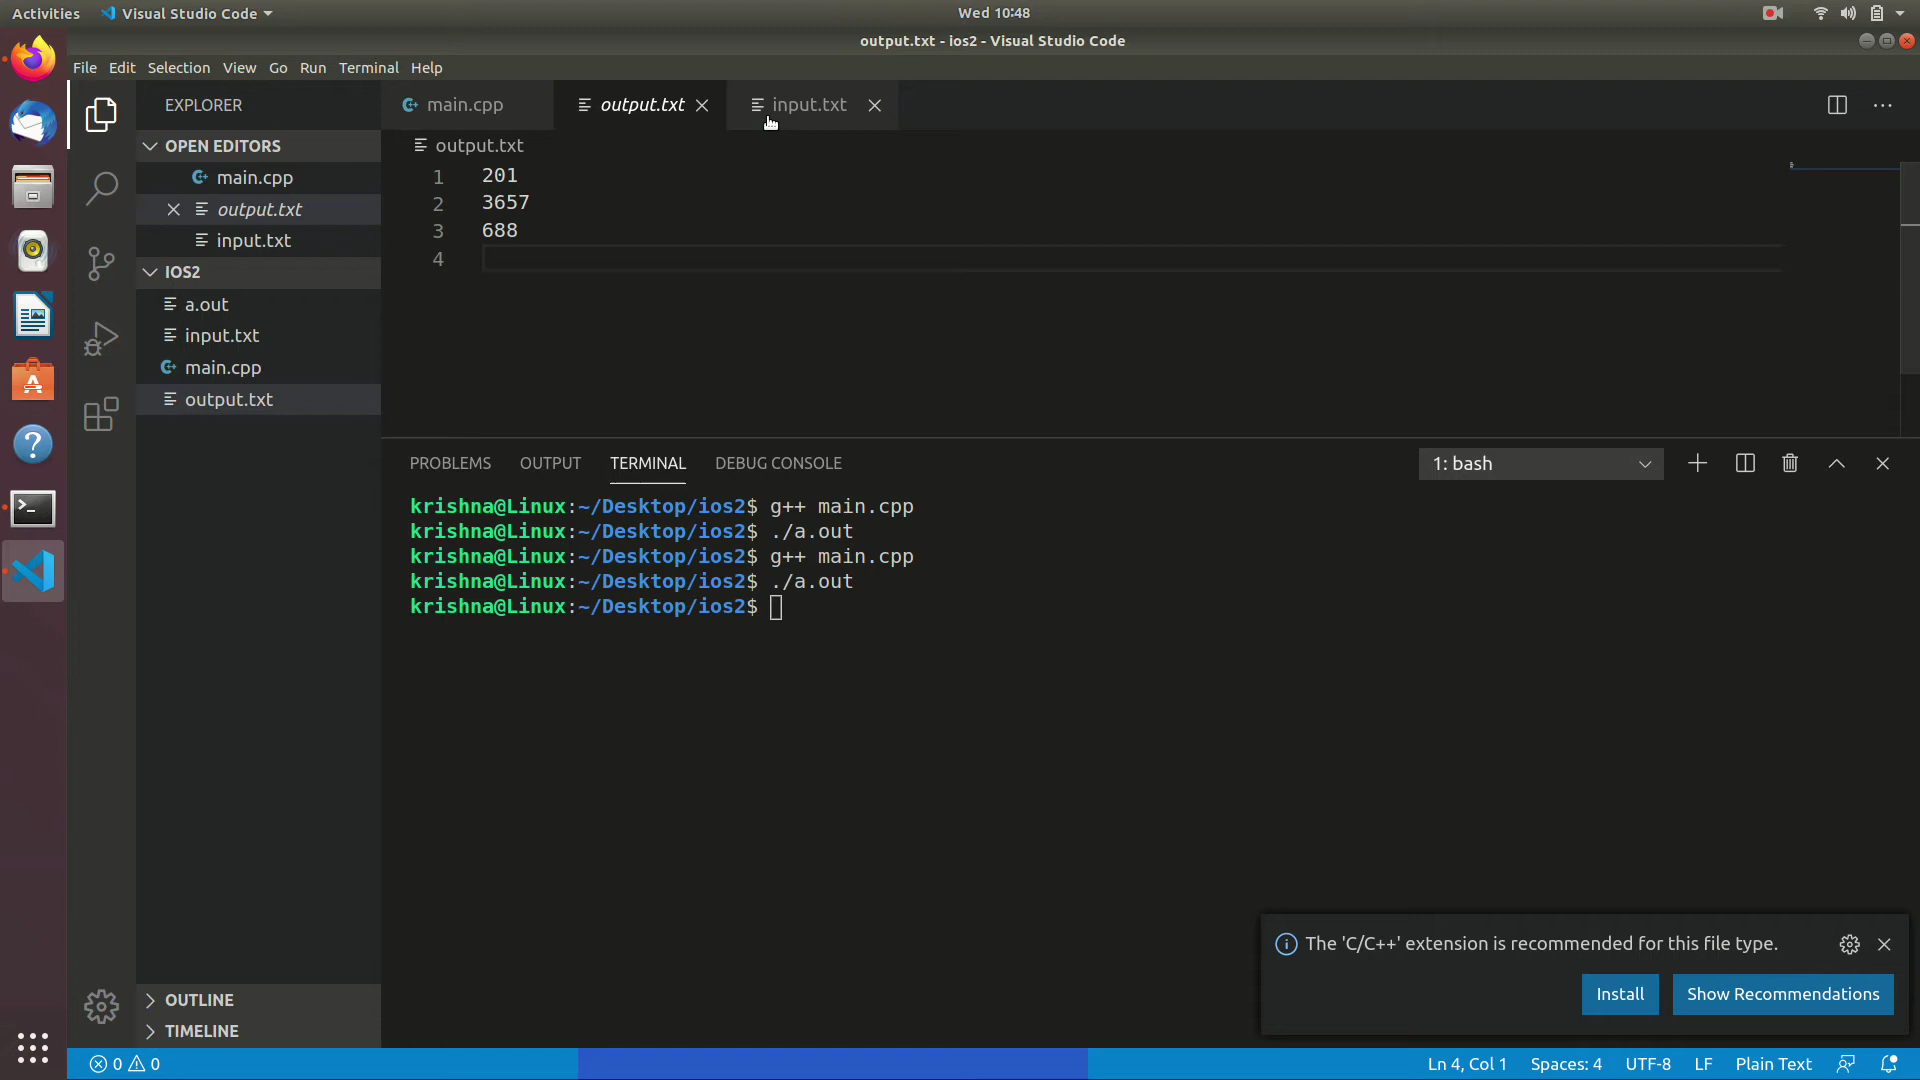 Activities Visual Studio Code Wed 10:48
output.txt - ios2 - Visual Studio Code
File Edit Selection View Go Run Terminal Help
EXPLORER
OPEN EDITORS
main.cpp
output.txt
input.txt
IOS2
a.out
input.txt
main.cpp
output.txt
OUTLINE
TIMELINE
main.cpp output.txt input.txt
output.txt
1 201
2 3657
3 688
4
PROBLEMS OUTPUT TERMINAL DEBUG CONSOLE 1: bash
krishna@Linux:~/Desktop/ios2$ g++ main.cpp
krishna@Linux:~/Desktop/ios2$ ./a.out
krishna@Linux:~/Desktop/ios2$ g++ main.cpp
krishna@Linux:~/Desktop/ios2$ ./a.out
krishna@Linux:~/Desktop/ios2$
The 'C/C++' extension is recommended for this file type.
Install Show Recommendations
0 0 Ln 4, Col 1 Spaces: 4 UTF-8 LF Plain Text